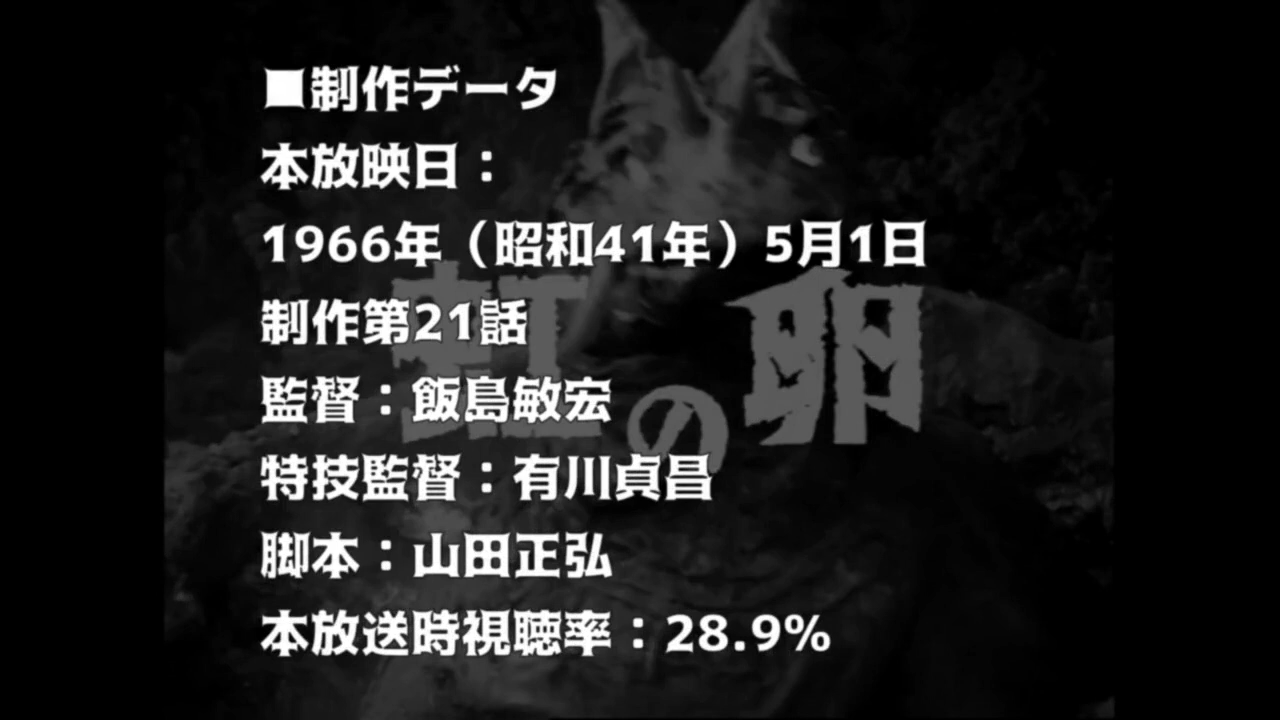 ■制作データ
本放映日：
1966年（昭和41年）5月1日
虹の卵
制作第21話
監督：飯島敏宏
特技監督：有川貞昌
脚本：山田正弘
本放送時視聴率：28.9%